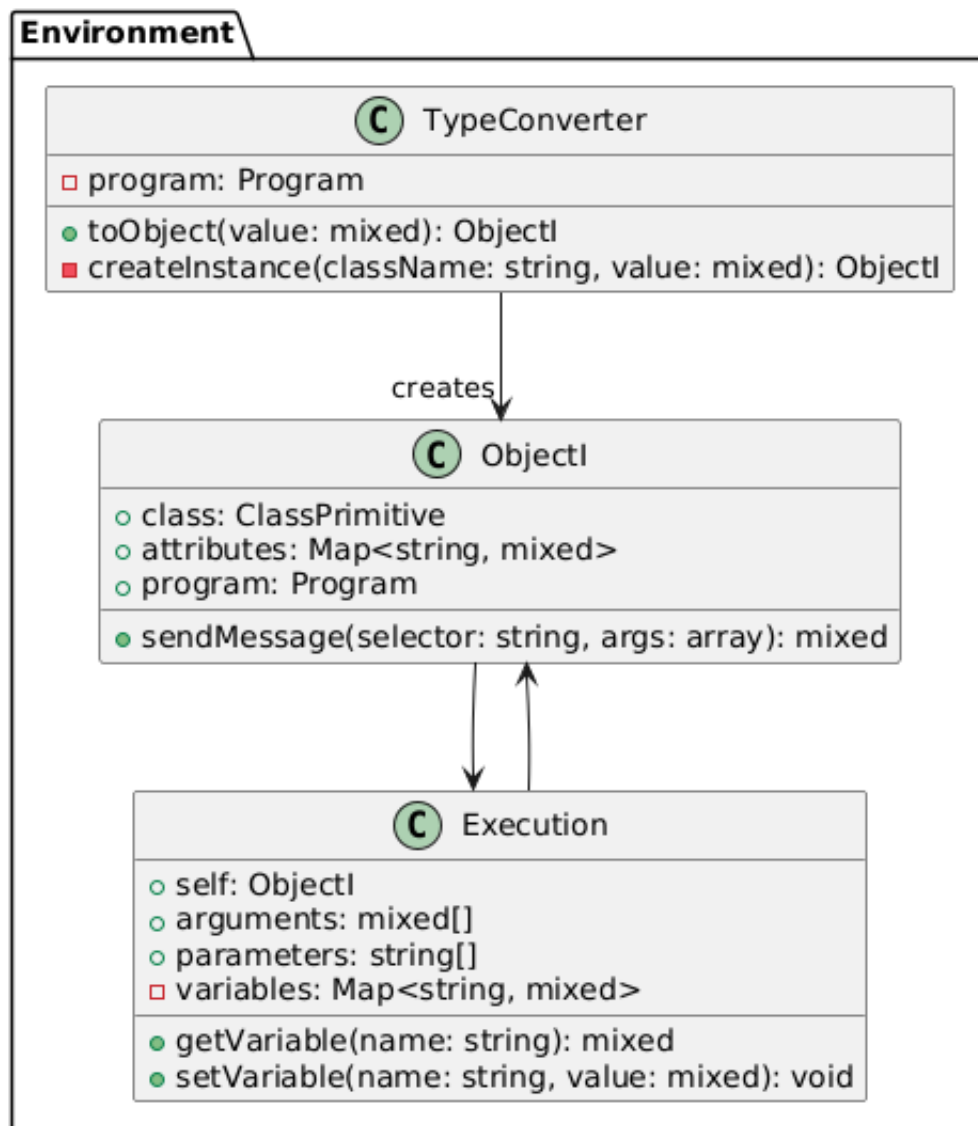 Environment
C TypeConverter
program: Program
toObject(value: mixed): ObjectI
createInstance(className: string, value: mixed): ObjectI
creates
C ObjectI
class: ClassPrimitive
attributes: Map<string, mixed>
program: Program
sendMessage(selector: string, args: array): mixed
C Execution
self: ObjectI
arguments: mixed[]
parameters: string[]
variables: Map<string, mixed>
getVariable(name: string): mixed
setVariable(name: string, value: mixed): void